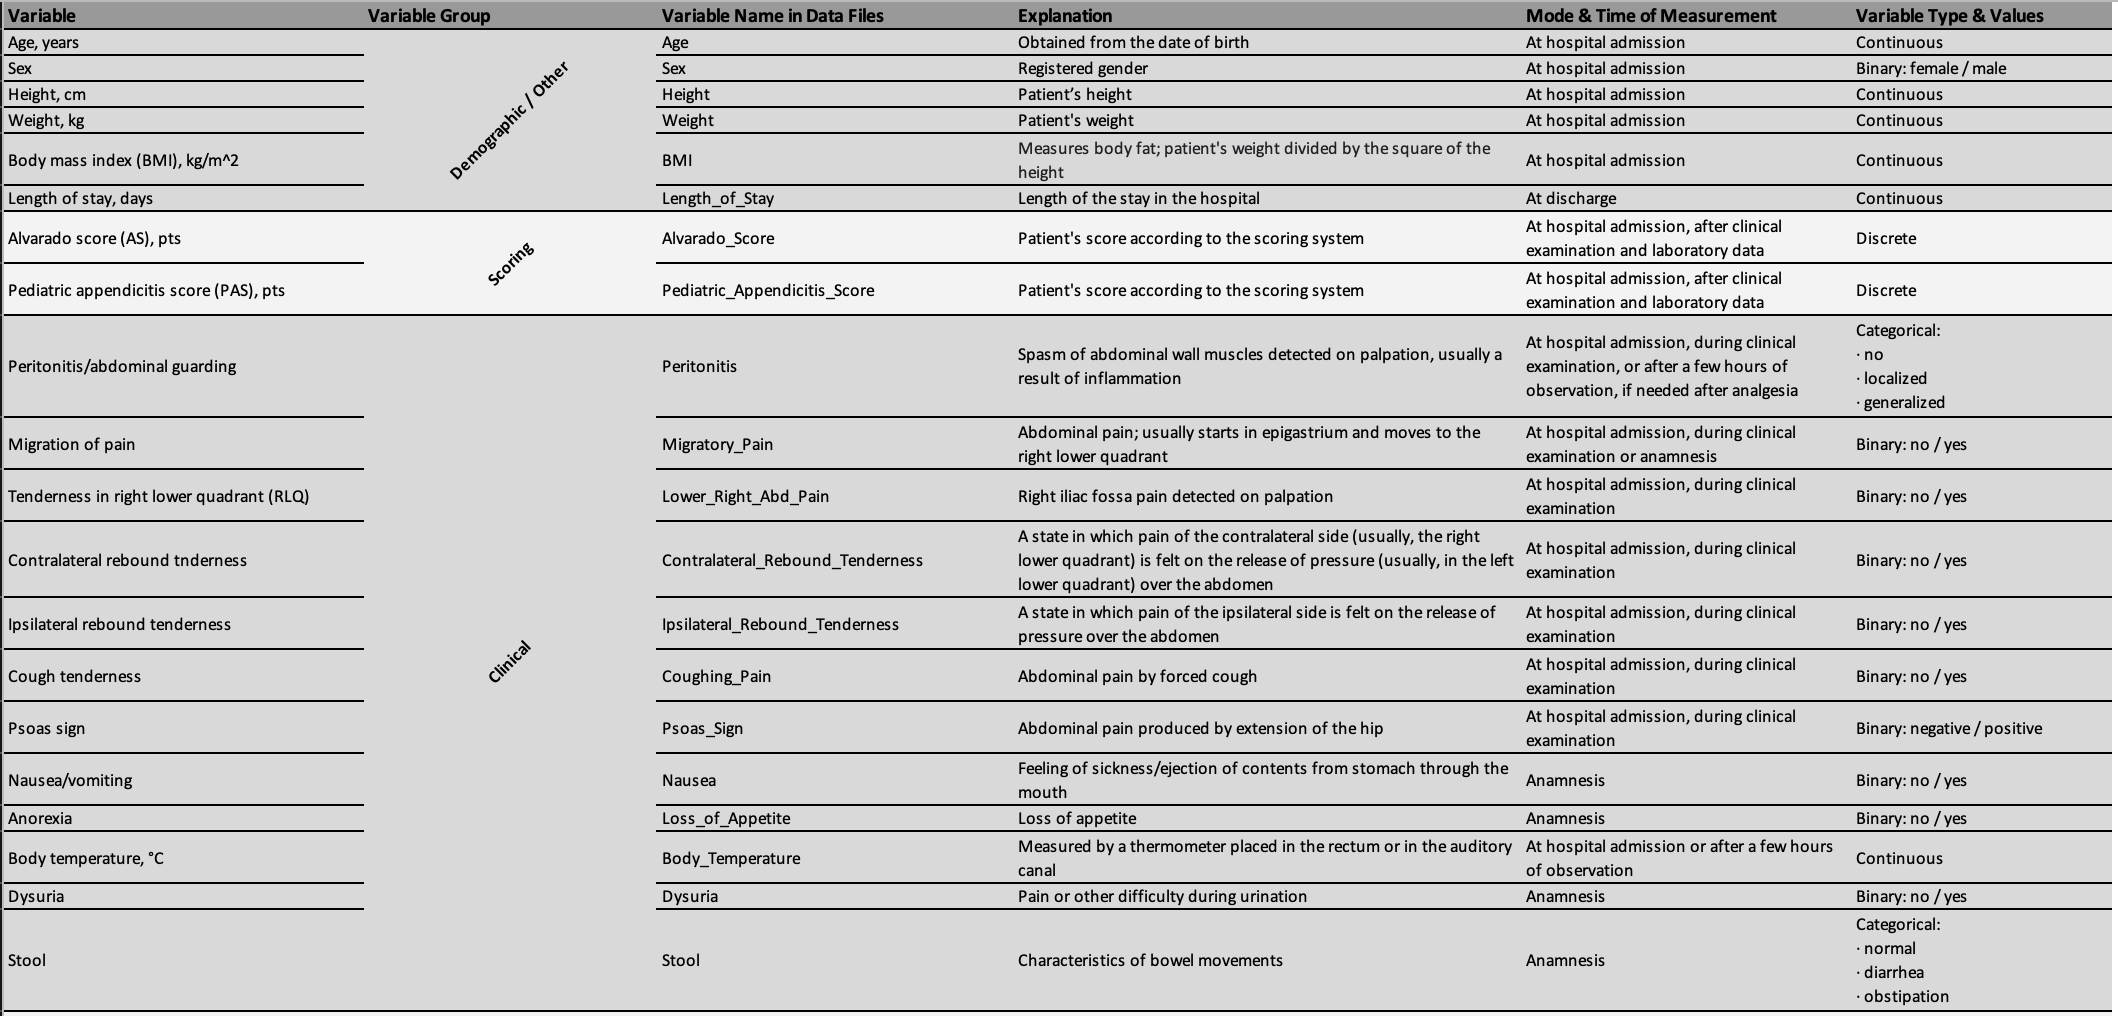 Variable Variable Group Variable Name in Data Files Explanation Mode & Time of Measurement Variable Type & Values
Demographic / Other
Age, years Age Obtained from the date of birth At hospital admission Continuous
Sex Sex Registered gender At hospital admission Binary: female / male
Height, cm Height Patient’s height At hospital admission Continuous
Weight, kg Weight Patient's weight At hospital admission Continuous
Body mass index (BMI), kg/m^2 BMI Measures body fat; patient's weight divided by the square of the
height At hospital admission Continuous
Length of stay, days Length_of_Stay Length of the stay in the hospital At discharge Continuous
Scoring
Alvarado score (AS), pts Alvarado_Score Patient's score according to the scoring system At hospital admission, after clinical
examination and laboratory data Discrete
Pediatric appendicitis score (PAS), pts Pediatric_Appendicitis_Score Patient's score according to the scoring system At hospital admission, after clinical
examination and laboratory data Discrete
Clinical
Peritonitis/abdominal guarding Peritonitis Spasm of abdominal wall muscles detected on palpation, usually a
result of inflammation
At hospital admission, during clinical
examination, or after a few hours of
observation, if needed after analgesia
Categorical:
· no
· localized
· generalized
Migration of pain Migratory_Pain Abdominal pain; usually starts in epigastrium and moves to the
right lower quadrant
At hospital admission, during clinical
examination or anamnesis Binary: no / yes
Tenderness in right lower quadrant (RLQ) Lower_Right_Abd_Pain Right iliac fossa pain detected on palpation At hospital admission, during clinical
examination Binary: no / yes
Contralateral rebound tnderness Contralateral_Rebound_Tenderness A state in which pain of the contralateral side (usually, the right
lower quadrant) is felt on the release of pressure (usually, in the left
lower quadrant) over the abdomen
At hospital admission, during clinical
examination Binary: no / yes
Ipsilateral rebound tenderness Ipsilateral_Rebound_Tenderness A state in which pain of the ipsilateral side is felt on the release of
pressure over the abdomen
At hospital admission, during clinical
examination Binary: no / yes
Cough tenderness Coughing_Pain Abdominal pain by forced cough At hospital admission, during clinical
examination Binary: no / yes
Psoas sign Psoas_Sign Abdominal pain produced by extension of the hip At hospital admission, during clinical
examination Binary: negative / positive
Nausea/vomiting Nausea Feeling of sickness/ejection of contents from stomach through the
mouth Anamnesis Binary: no / yes
Anorexia Loss_of_Appetite Loss of appetite Anamnesis Binary: no / yes
Body temperature, °C Body_Temperature Measured by a thermometer placed in the rectum or in the auditory
canal
At hospital admission or after a few hours
of observation Continuous
Dysuria Dysuria Pain or other difficulty during urination Anamnesis Binary: no / yes
Stool Stool Characteristics of bowel movements Anamnesis Categorical:
· normal
· diarrhea
· obstipation